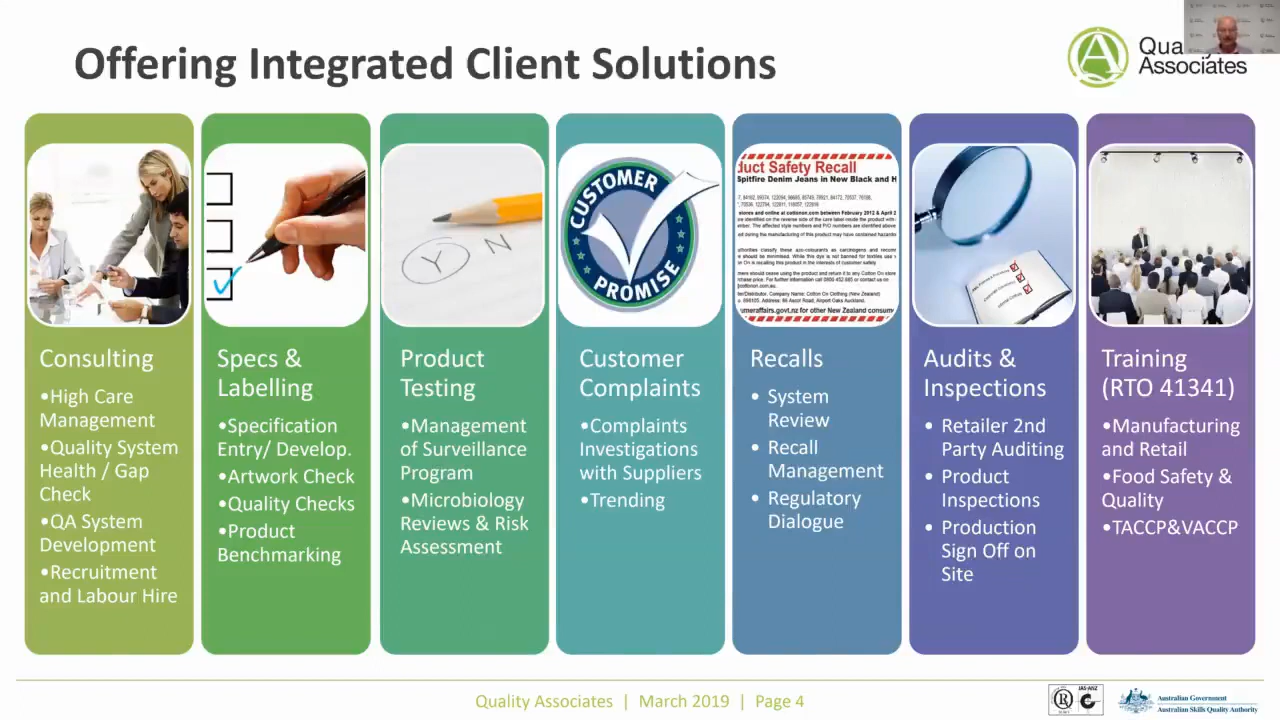 Offering Integrated Client Solutions
Associates
CUSTOMER
PROMISE
Y N
duct Safety Recall
Spitfire Denim Jeans in New Black and H
Consulting
•High Care
Management
•Quality System
Health / Gap
Check
•QA System
Development
•Recruitment
and Labour Hire
Specs &
Labelling
•Specification
Entry/ Develop.
•Artwork Check
•Quality Checks
•Product
Benchmarking
Product
Testing
•Management
of Surveillance
Program
•Microbiology
Reviews & Risk
Assessment
Customer
Complaints
•Complaints
Investigations
with Suppliers
•Trending
Recalls
• System
Review
• Recall
Management
• Regulatory
Dialogue
Audits &
Inspections
• Retailer 2nd
Party Auditing
• Product
Inspections
• Production
Sign Off on
Site
Training
(RTO 41341)
•Manufacturing
and Retail
•Food Safety &
Quality
•TACCP&VACCP
Quality Associates | March 2019 | Page 4
JAS-ANZ
Australian Government
Australian Skills Quality Authority